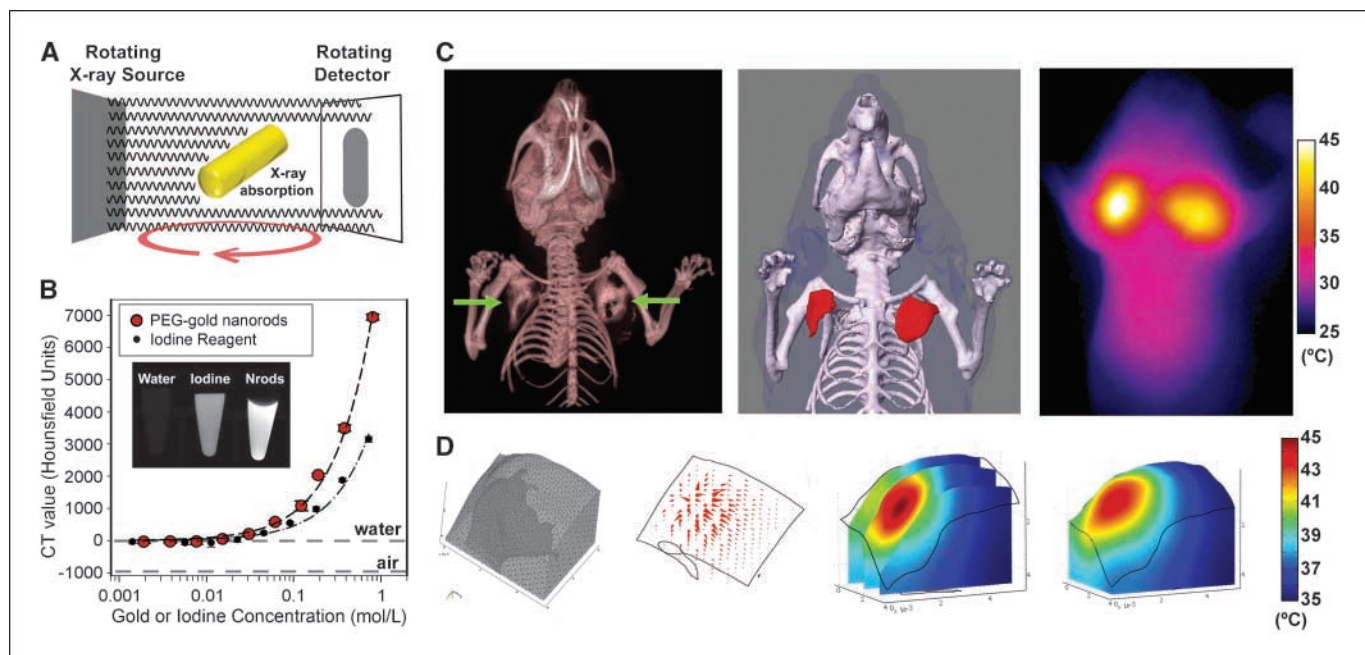 A
Rotating
X-ray Source
Rotating
Detector
X-ray
absorption
B
CT value (Hounsfield Units)
7000
6000
5000
4000
3000
2000
1000
0
-1000
PEG-gold nanorods
Iodine Reagent
Water Iodine Nrods
water
air
0.001 0.01 0.1 1
Gold or Iodine Concentration (mol/L)
C
45
40
35
30
25
(ºC)
D
45
43
41
39
37
35
(ºC)